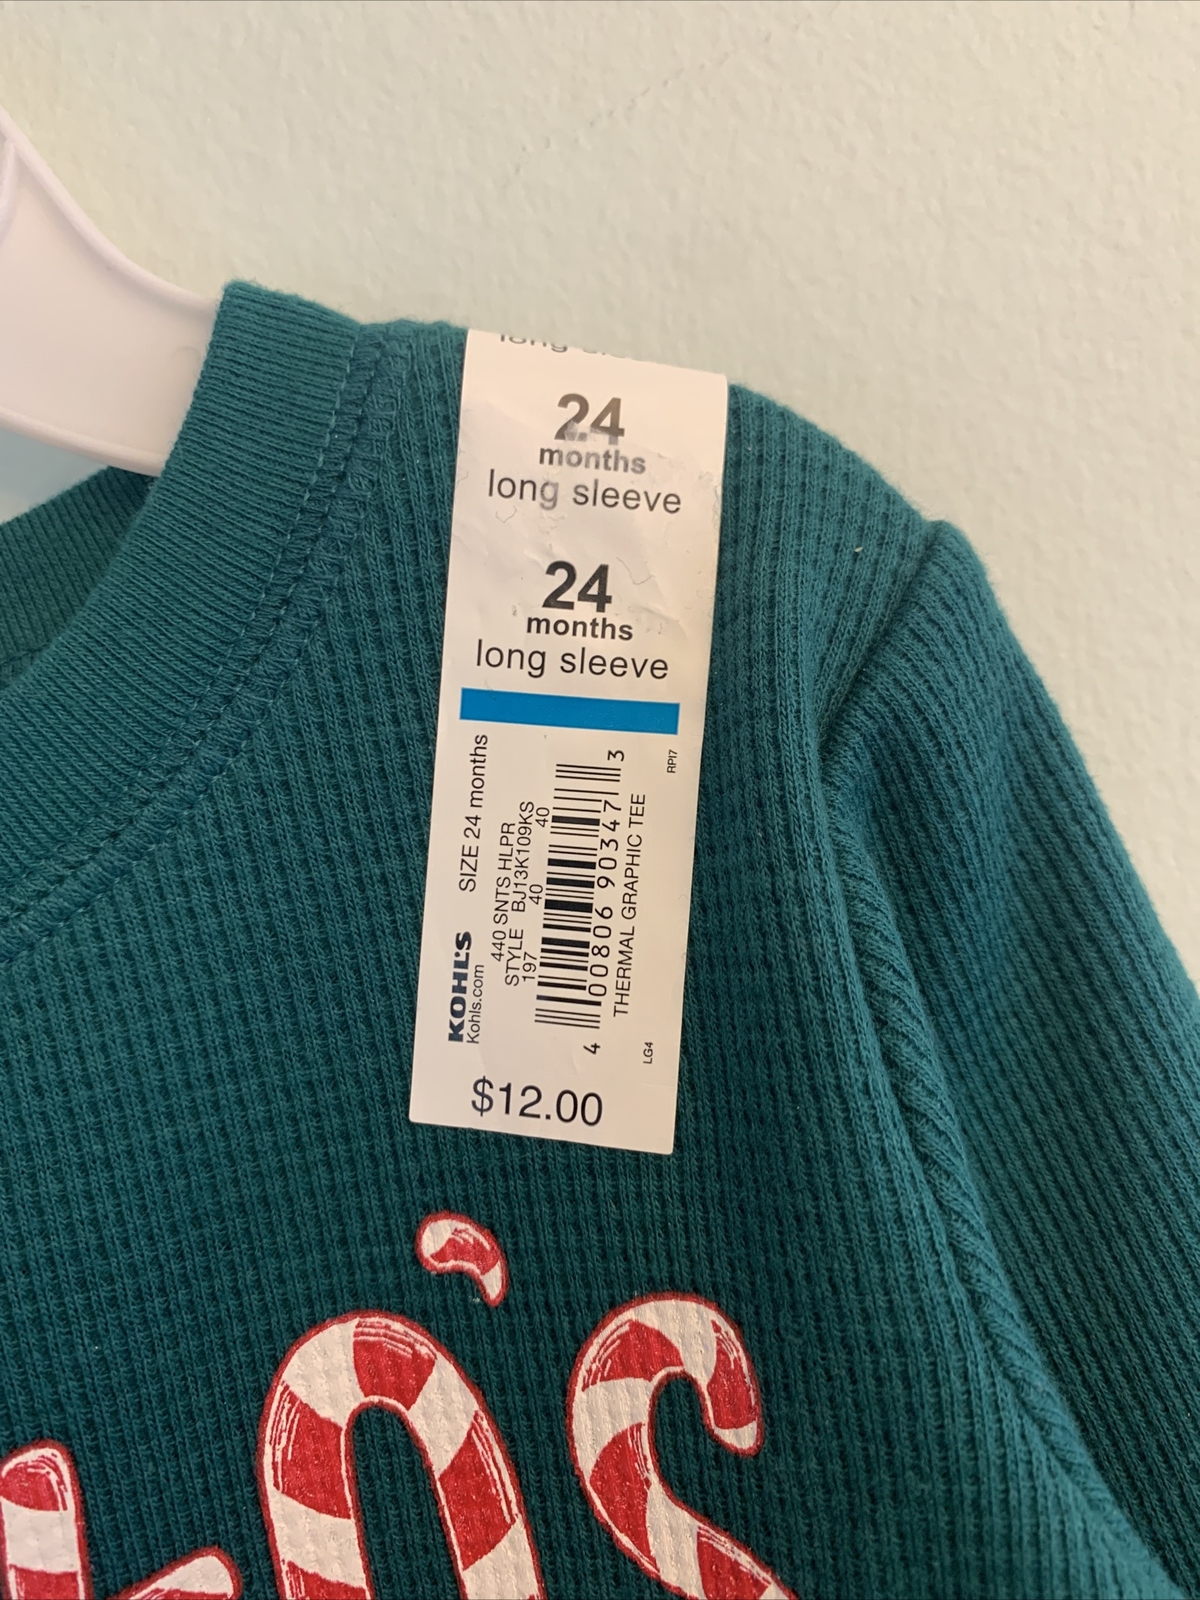 long
24
months
long sleeve
24
months
long sleeve
KOHL'S SIZE 24 months
Kohls.com
440 SNTS HLPR
STYLE BJ13K109KS
197 40 40
4 00806 90347 3
THERMAL GRAPHIC TEE
LG4 RPI7
$12.00
'S